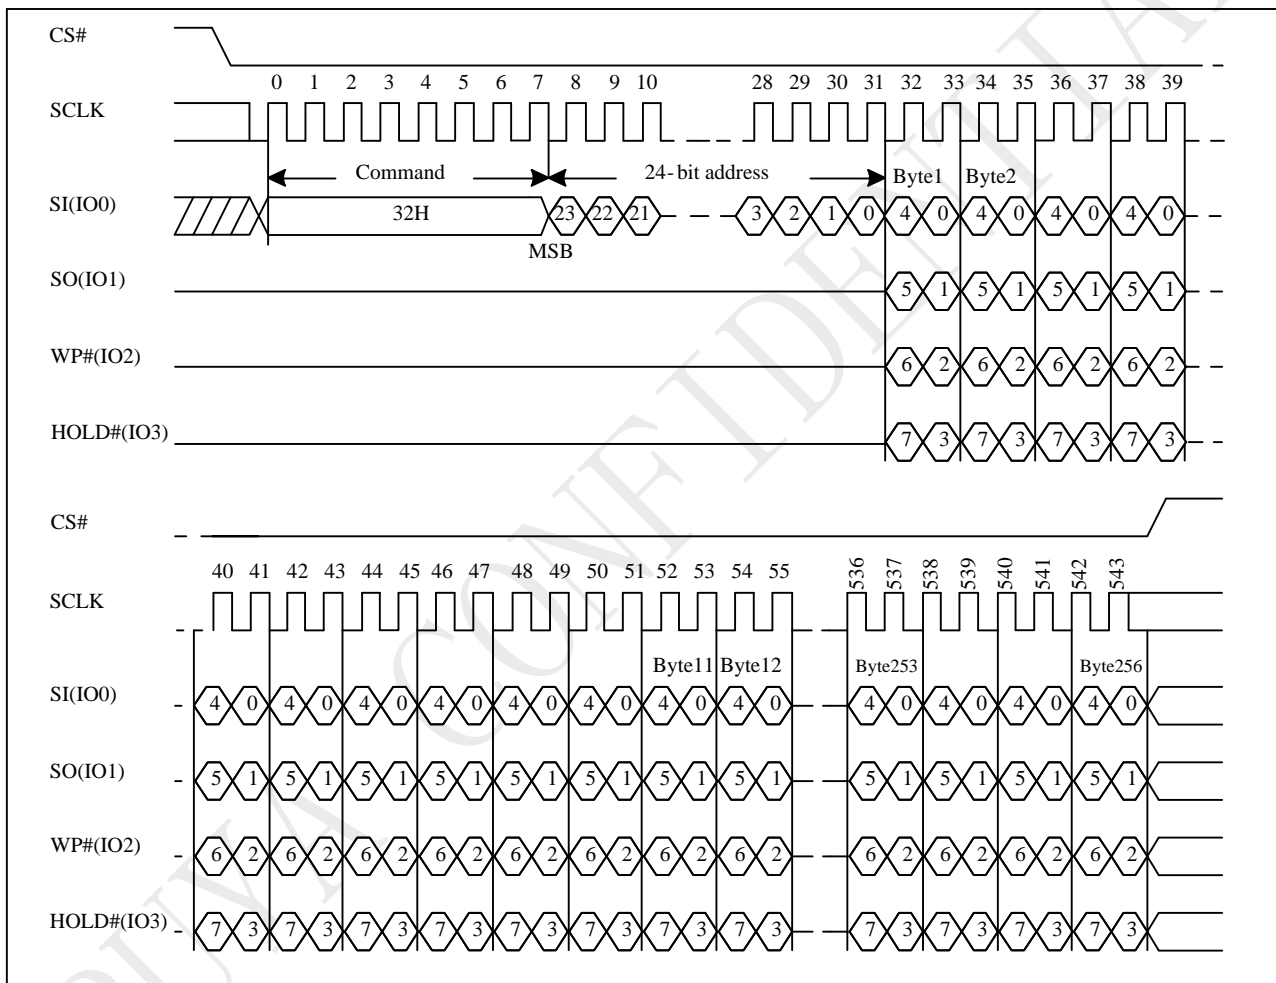 CS#
0 1 2 3 4 5 6 7 8 9 10 28 29 30 31 32 33 34 35 36 37 38 39
SCLK
Command 24-bit address Byte1 Byte2
SI(IO0) 32H 23 22 21 3 2 1 0 4 0 4 0 4 0 4 0
MSB
SO(IO1) 5 1 5 1 5 1 5 1
WP#(IO2) 6 2 6 2 6 2 6 2
HOLD#(IO3) 7 3 7 3 7 3 7 3
CS#
40 41 42 43 44 45 46 47 48 49 50 51 52 53 54 55 536 537 538 539 540 541 542 543
SCLK
Byte11 Byte12 Byte253 Byte256
SI(IO0) 4 0 4 0 4 0 4 0 4 0 4 0 4 0 4 0 4 0 4 0 4 0 4 0
SO(IO1) 5 1 5 1 5 1 5 1 5 1 5 1 5 1 5 1 5 1 5 1 5 1 5 1
WP#(IO2) 6 2 6 2 6 2 6 2 6 2 6 2 6 2 6 2 6 2 6 2 6 2 6 2
HOLD#(IO3) 7 3 7 3 7 3 7 3 7 3 7 3 7 3 7 3 7 3 7 3 7 3 7 3